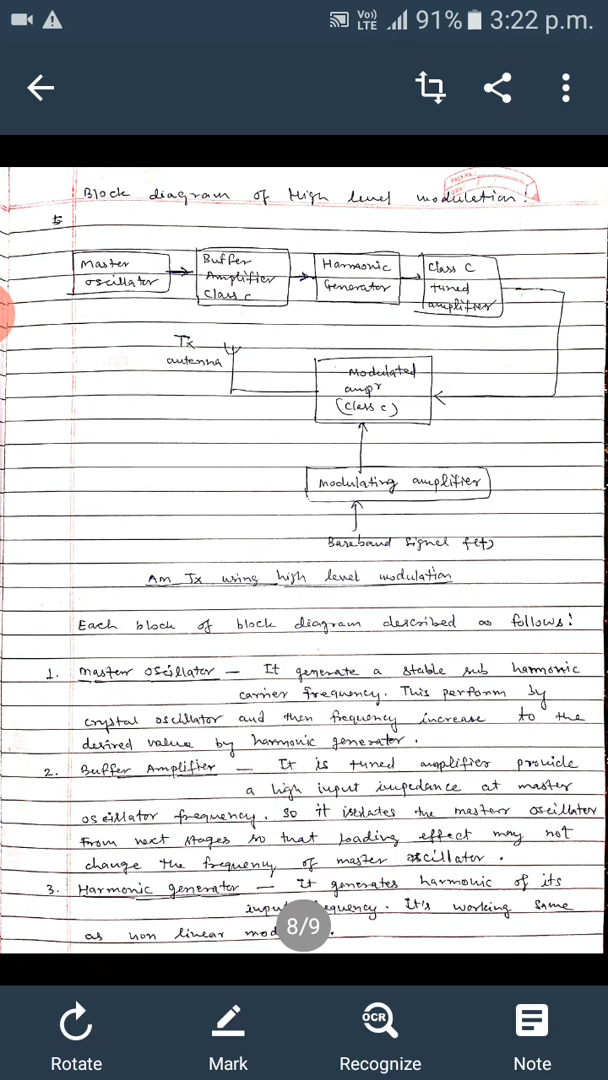 Vo))
LTE
91%
3:22 p.m.
Block diagram of High level modulation:
Master
oscillator
Buffer
Amplifier
Class C
Harmonic
Generator
Class C
tuned
amplifier
Tx
antenna
Modulated
ampr
(Class c)
Modulating amplifier
Baseband signel f(t)
Am Tx using high level modulation
Each block of block diagram described as follows:
1. Master oscillator - It generate a stable sub harmonic
carrier frequency. This perform by
crystal oscillator and then frequency increase to the
desired value by harmonic generator.
2. Buffer Amplifier - It is tuned amplifier provide
a high input impedance at master
oscillator frequency. So it isolates the master oscillator
from next stages so that loading effect may not
change the frequency of master oscillator.
3. Harmonic generator - It generates harmonic of its
It's working same
as non linear
8/9
Rotate
Mark
OCR
Recognize
Note